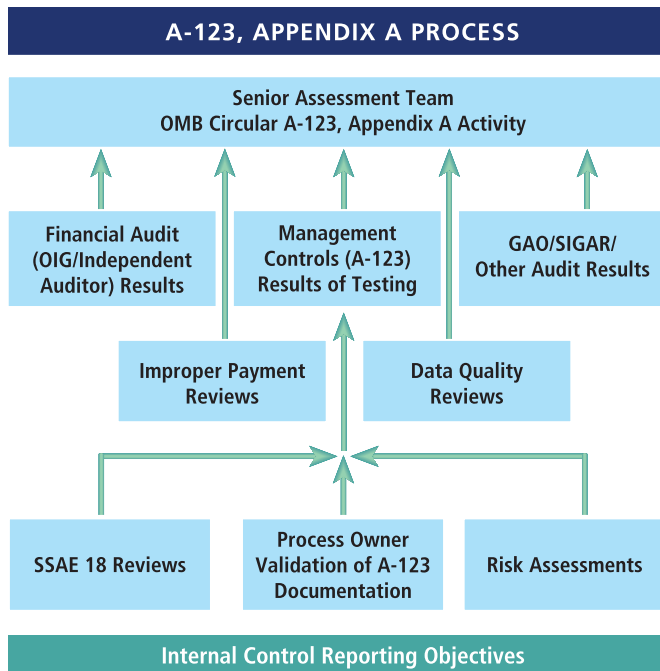 A-123, APPENDIX A PROCESS
Senior Assessment Team
OMB Circular A-123, Appendix A Activity
Financial Audit
(OIG/Independent
Auditor) Results
Management
Controls (A-123)
Results of Testing
GAO/SIGAR/
Other Audit Results
Improper Payment
Reviews
Data Quality
Reviews
SSAE 18 Reviews
Process Owner
Validation of A-123
Documentation
Risk Assessments
Internal Control Reporting Objectives